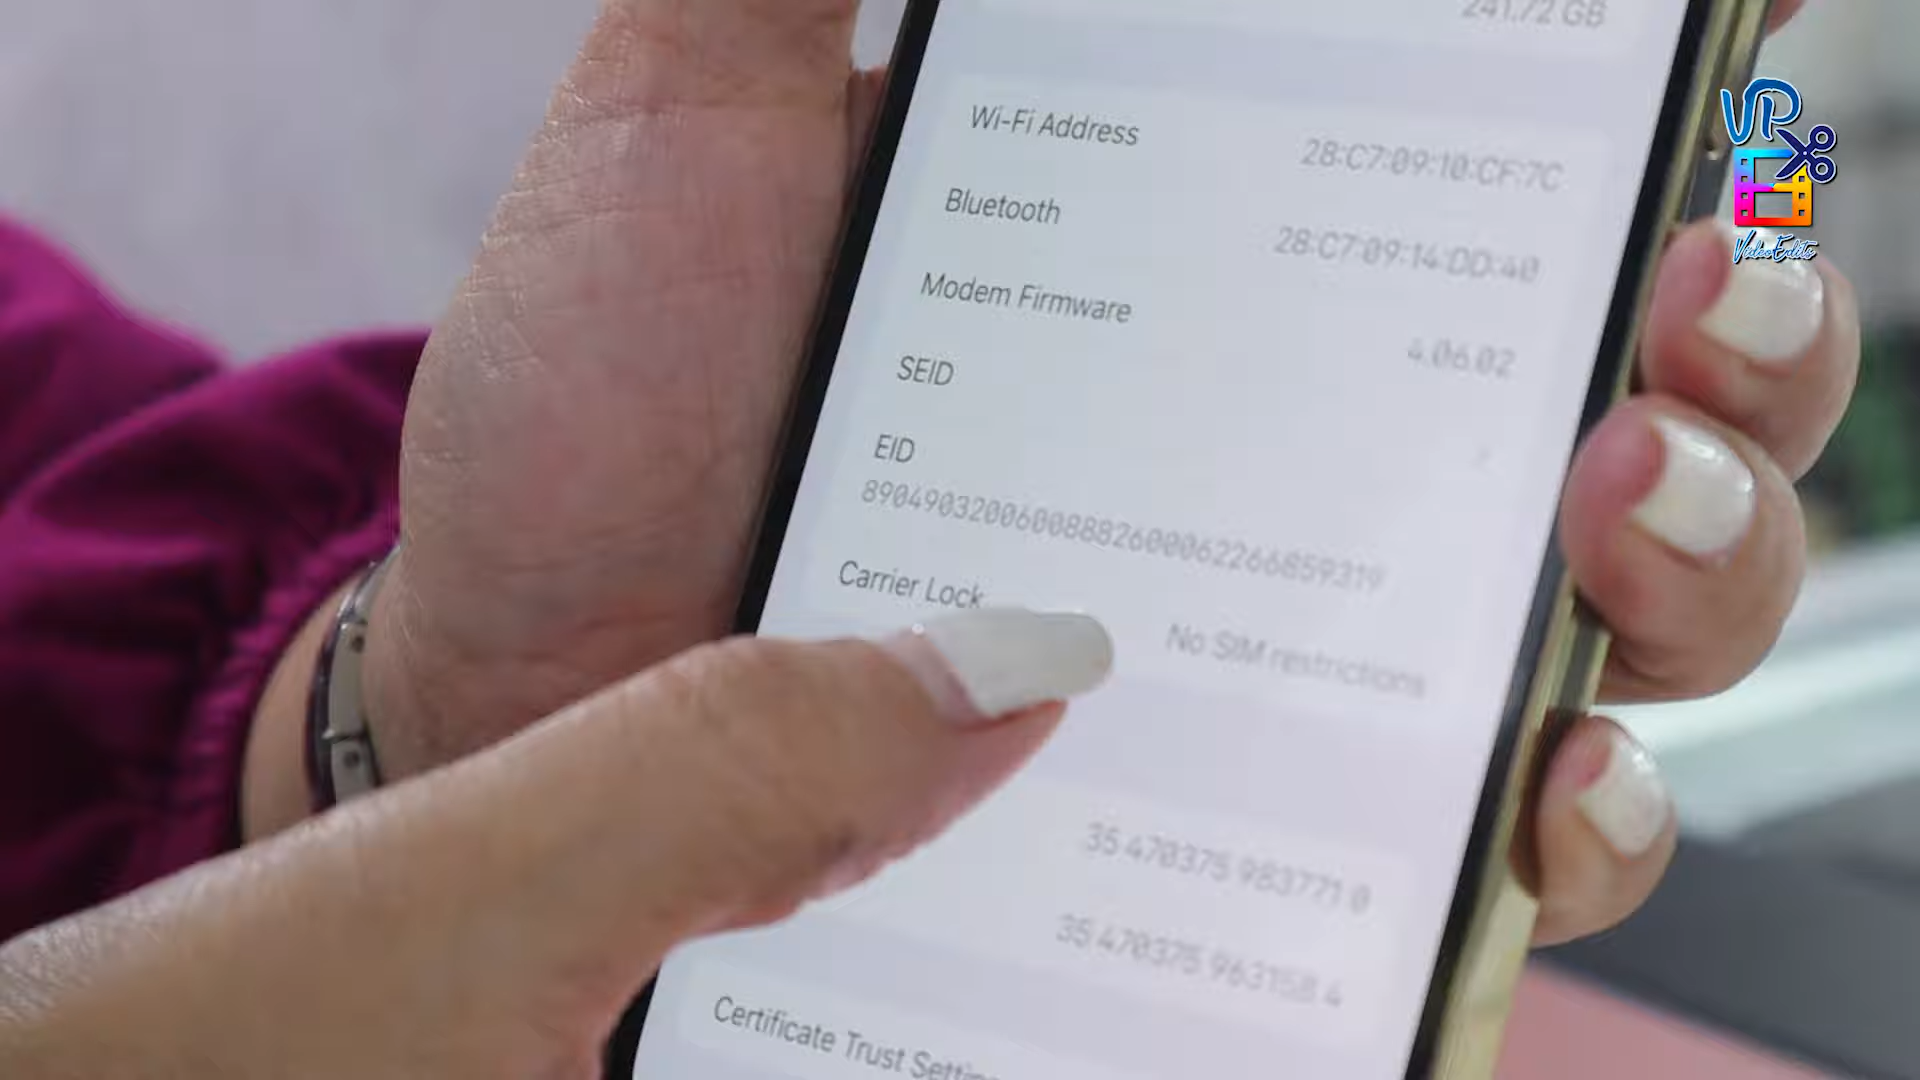 241.72 GB
Wi-Fi Address
28:C7:09:10:CF:7C
Bluetooth
28:C7:09:14:DD:40
Modem Firmware
4.06.02
SEID
EID
89049032006008882600062266859319
Carrier Lock
No SIM restrictions
35 470375 983771 0
35 470375 963158 4
Certificate Trust
VP
VideoEdits